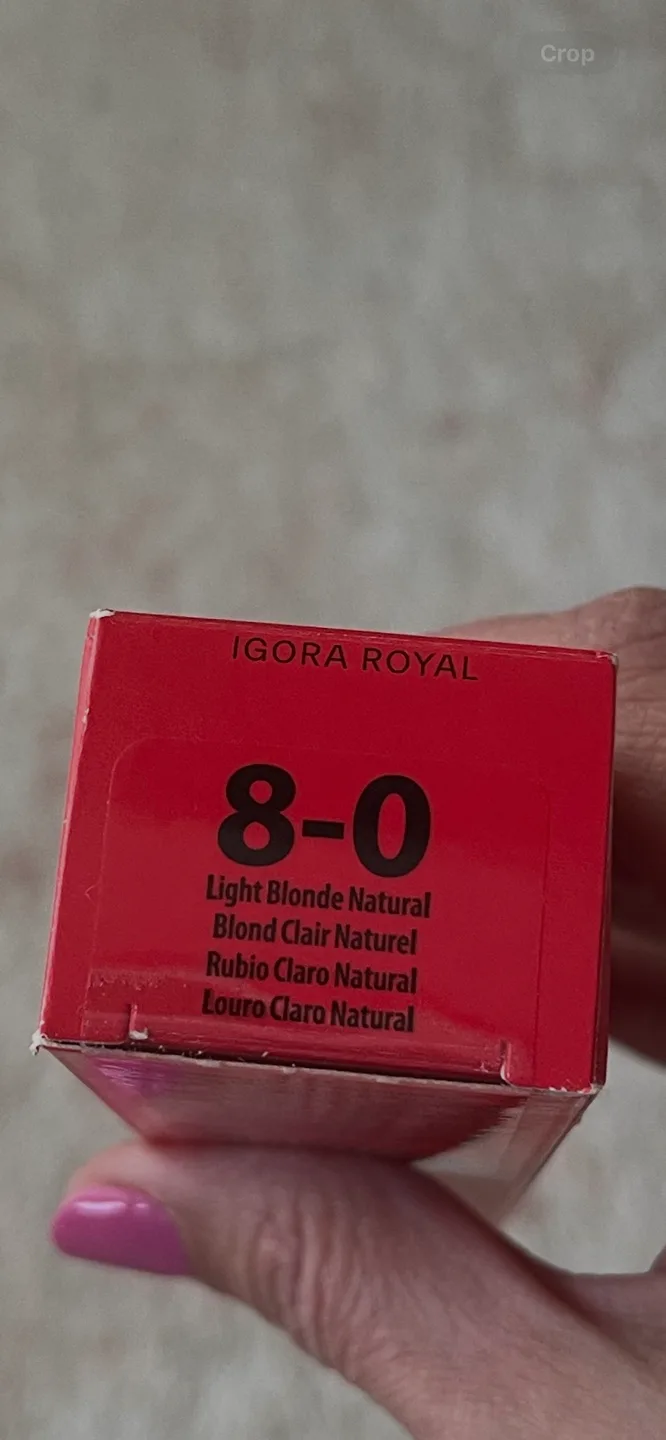 Crop
IGORA ROYAL
8-0
Light Blonde Natural
Blond Clair Naturel
Rubio Claro Natural
Louro Claro Natural